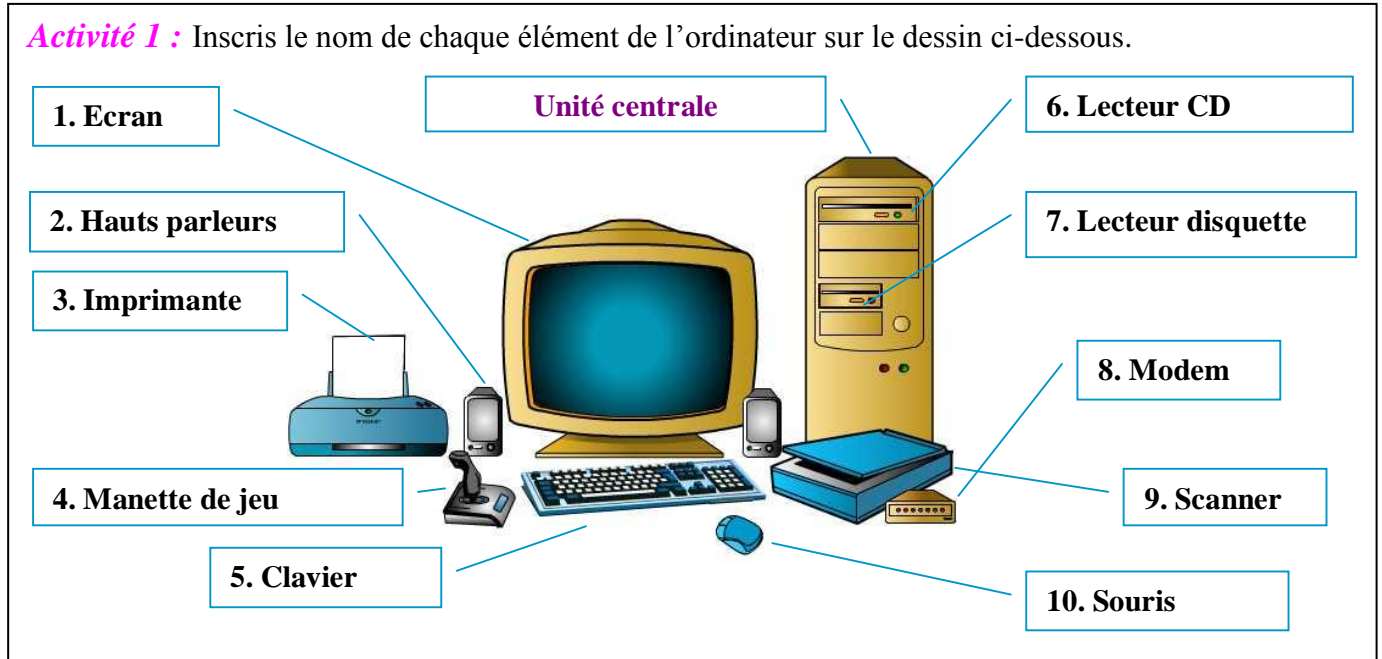 Activité 1 : Inscris le nom de chaque élément de l’ordinateur sur le dessin ci-dessous.
1. Ecran
Unité centrale
6. Lecteur CD
2. Hauts parleurs
7. Lecteur disquette
3. Imprimante
8. Modem
4. Manette de jeu
9. Scanner
5. Clavier
10. Souris